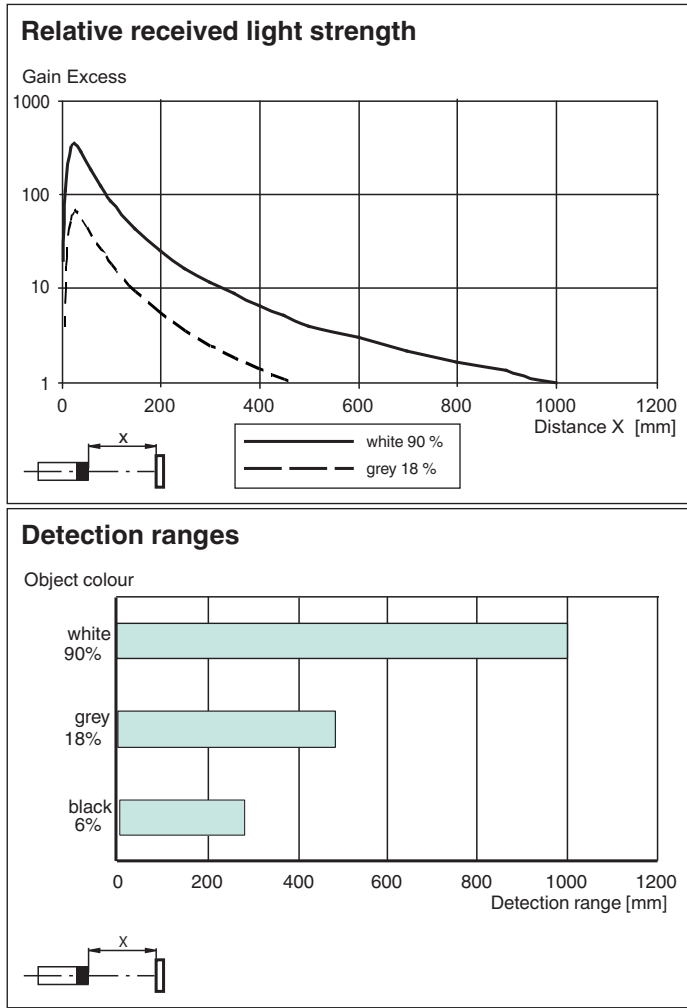 Relative received light strength
Gain Excess
1000
100
10
1
0 200 400 600 800 1000 1200
Distance X [mm]
x
white 90 %
grey 18 %
Detection ranges
Object colour
white
90%
grey
18%
black
6%
0 200 400 600 800 1000 1200
Detection range [mm]
x